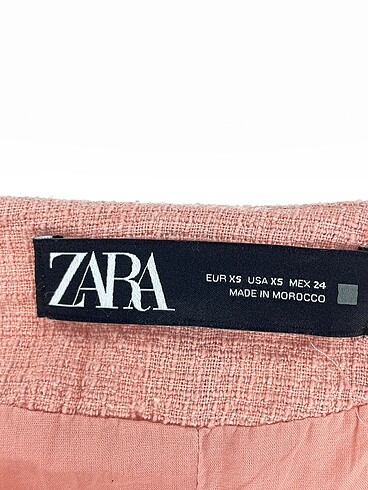 ZARA
EUR XS USA XS MEX 24
MADE IN MOROCCO